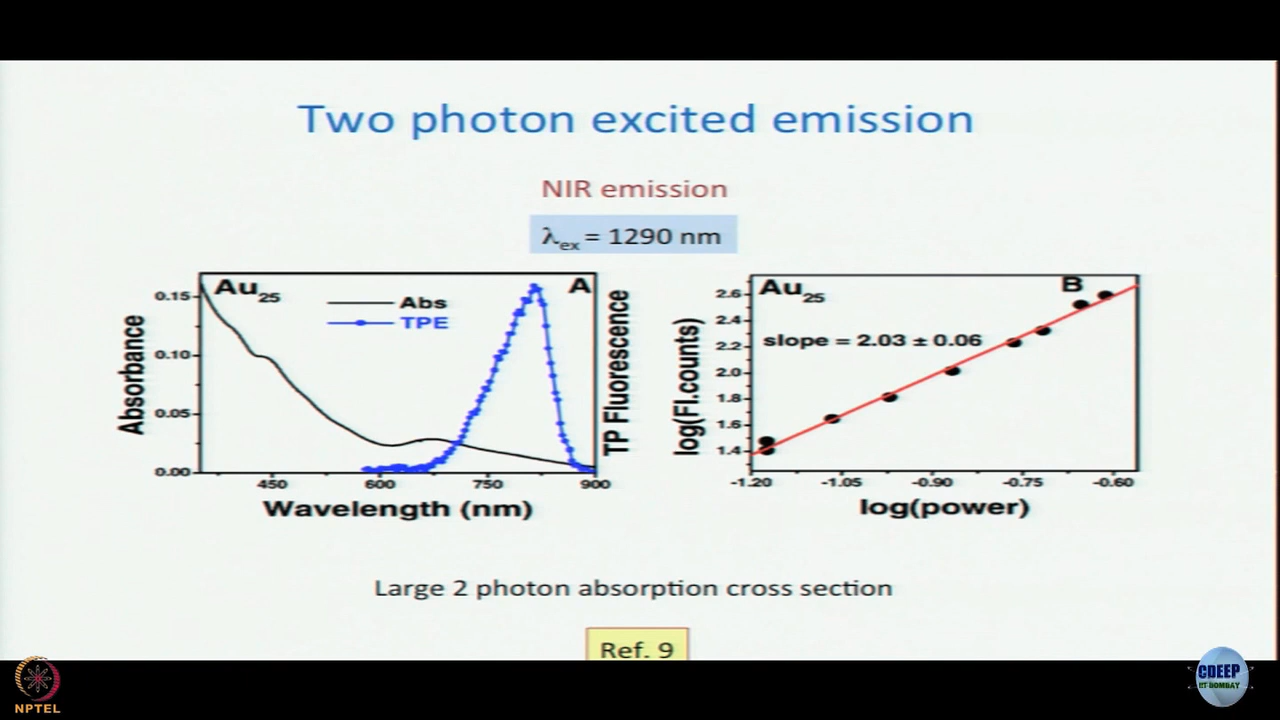 Two photon excited emission
NIR emission
λex = 1290 nm
Au25
A
Abs
TPE
Absorbance
0.15
0.10
0.05
0.00
450
600
750
900
Wavelength (nm)
TP Fluorescence
Au25
B
slope = 2.03 ± 0.06
log(Fl.counts)
2.6
2.4
2.2
2.0
1.8
1.6
1.4
-1.20
-1.05
-0.90
-0.75
-0.60
log(power)
Large 2 photon absorption cross section
Ref. 9
NPTEL
CDEEP
IIT BOMBAY